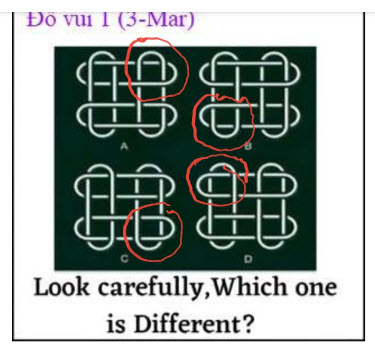 Đố vui 1 (3-Mar)
A
B
C
D
Look carefully,Which one
is Different?